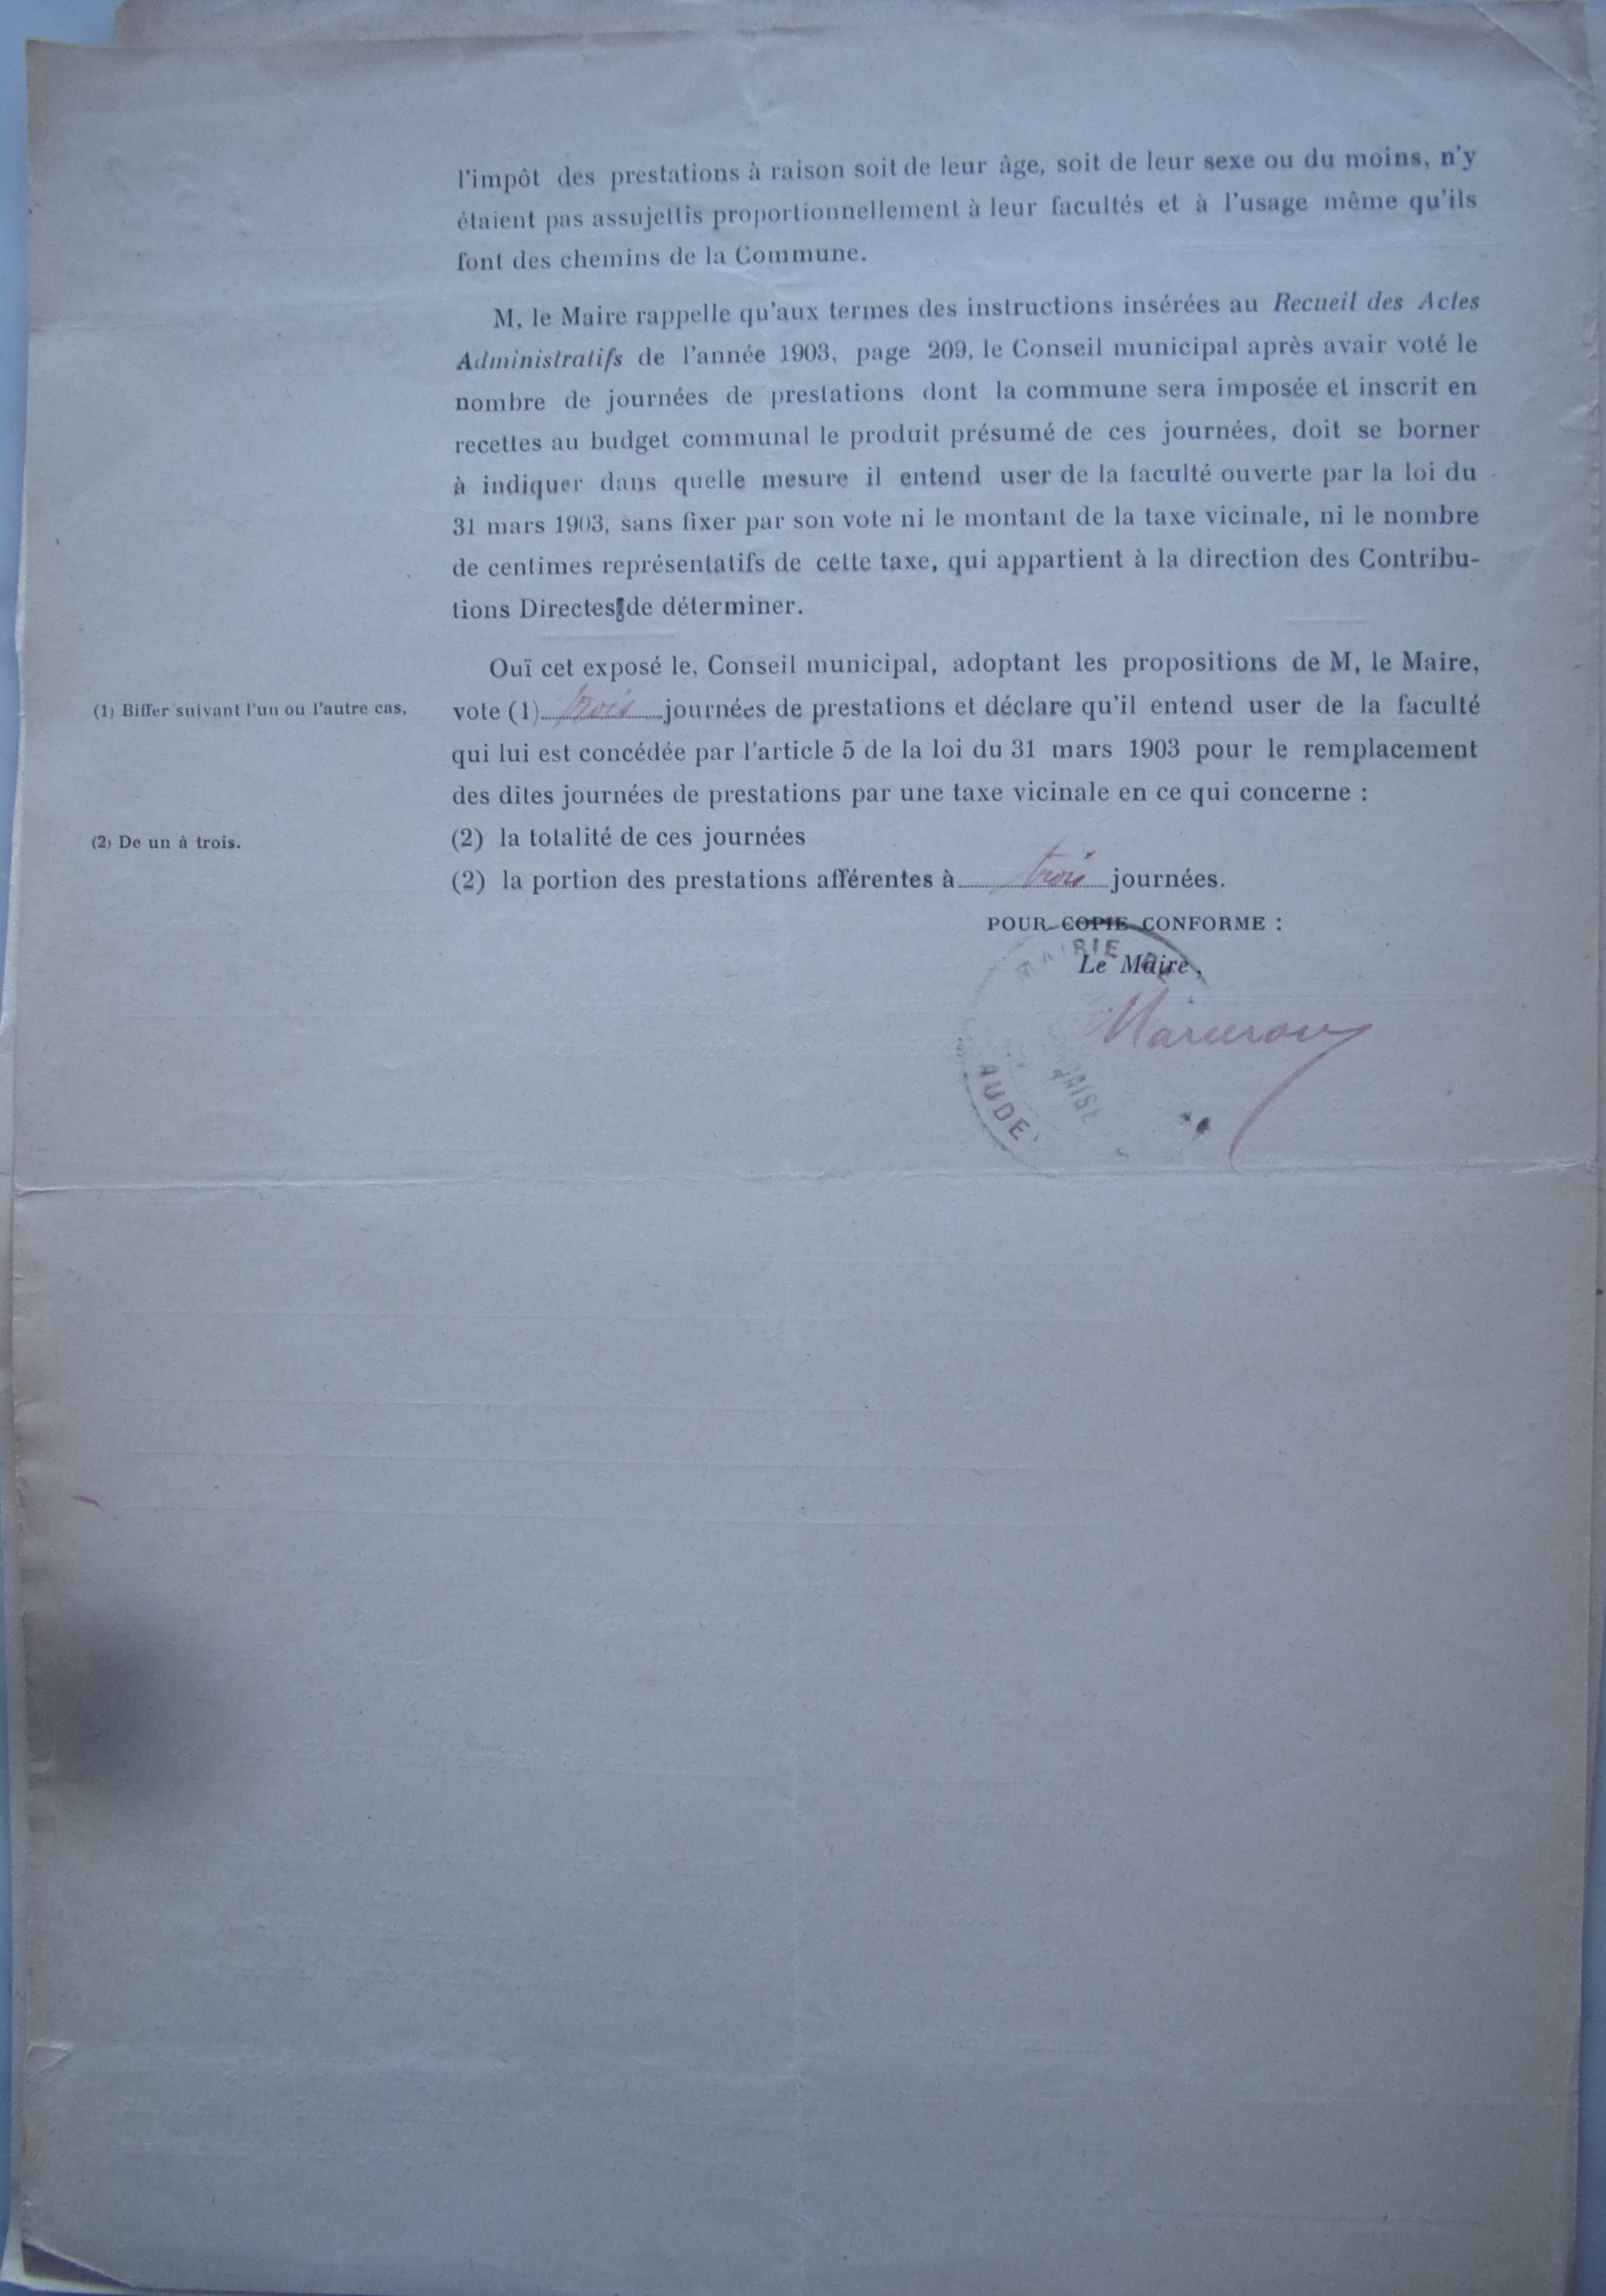 l'impôt des prestations à raison soit de leur âge, soit de leur sexe ou du moins, n'y
étaient pas assujettis proportionnellement à leur facultés et à l'usage même qu'ils
font des chemins de la Commune.
M, le Maire rappelle qu'aux termes des instructions insérées au Recueil des Actes
Administratifs de l'année 1903, page 209, le Conseil municipal après avair voté le
nombre de journées de prestations dont la commune sera imposée et inscrit en
recettes au budget communal le produit présumé de ces journées, doit se borner
à indiquer dans quelle mesure il entend user de la faculté ouverte par la loi du
31 mars 1903, sans fixer par son vote ni le montant de la taxe vicinale, ni le nombre
de centimes représentatifs de cette taxe, qui appartient à la direction des Contribu-
tions Directes de déterminer.
Ouï cet exposé le, Conseil municipal, adoptant les propositions de M, le Maire,
(1) Biffer suivant l'un ou l'autre cas,
vote (1) trois journées de prestations et déclare qu'il entend user de la faculté
qui lui est concédée par l'article 5 de la loi du 31 mars 1903 pour le remplacement
des dites journées de prestations par une taxe vicinale en ce qui concerne :
(2) De un à trois.
(2) la totalité de ces journées
(2) la portion des prestations afférentes à trois journées.
POUR COPIE CONFORME :
Le Maire,
MAIRIE DE
AUDE